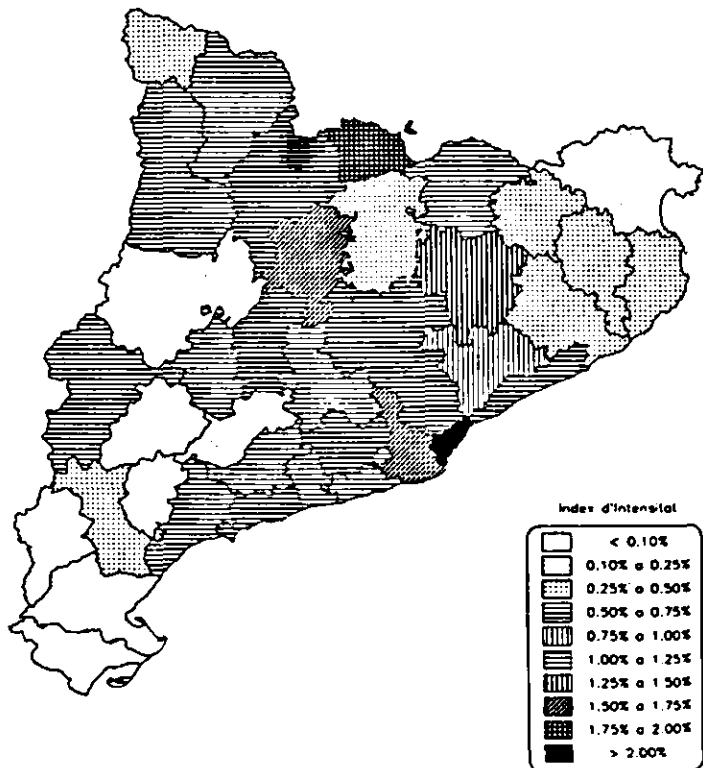 Index d'Intensitat
< 0.10%
0.10% a 0.25%
0.25% a 0.50%
0.50% a 0.75%
0.75% a 1.00%
1.00% a 1.25%
1.25% a 1.50%
1.50% a 1.75%
1.75% a 2.00%
> 2.00%